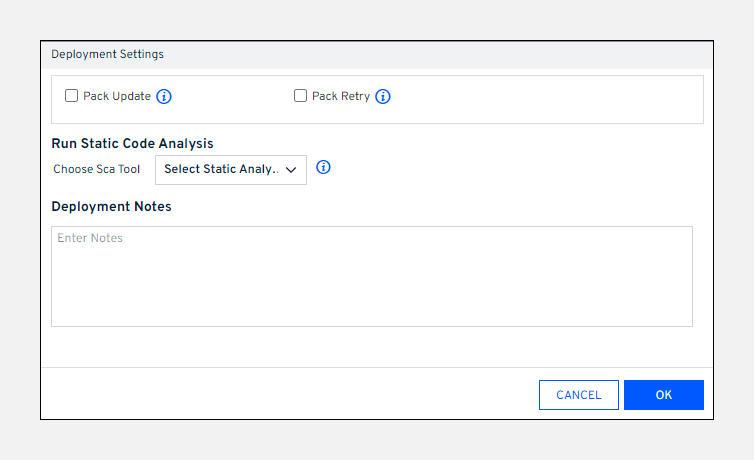 Deployment Settings
Pack Update Pack Retry
Run Static Code Analysis
Choose Sca Tool Select Static Analy..
Deployment Notes
Enter Notes
CANCEL OK